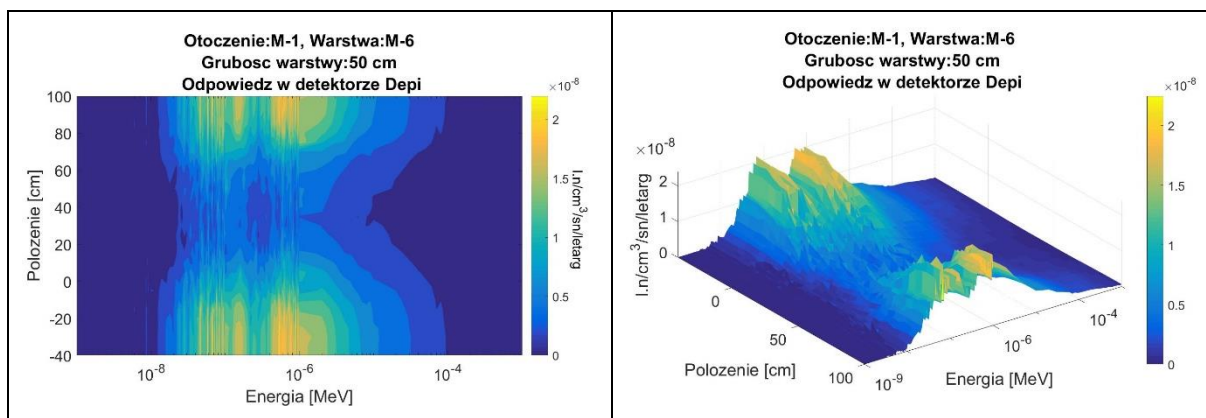 Otoczenie:M-1, Warstwa:M-6
Grubosc warstwy:50 cm
Odpowiedz w detektorze Depi
×10⁻⁸
100
80
60
40
20
0
-20
-40
Polozenie [cm]
10⁻⁸
10⁻⁶
10⁻⁴
Energia [MeV]
2
1.5
1
0.5
0
l.n/cm³/sn/letarg
Otoczenie:M-1, Warstwa:M-6
Grubosc warstwy:50 cm
Odpowiedz w detektorze Depi
×10⁻⁸
2
1
0
l.n/cm³/sn/letarg
0
50
100
Polozenie [cm]
10⁻⁹
10⁻⁶
10⁻⁴
Energia [MeV]
×10⁻⁸
2
1.5
1
0.5
0